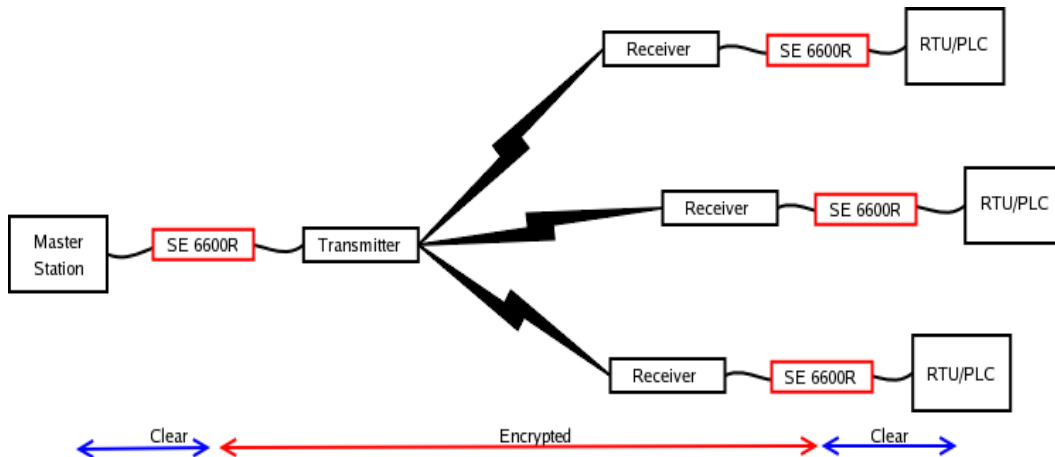 Receiver
SE 6600R
RTU/PLC
Receiver
SE 6600R
RTU/PLC
Master
Station
SE 6600R
Transmitter
Receiver
SE 6600R
RTU/PLC
Clear
Encrypted
Clear